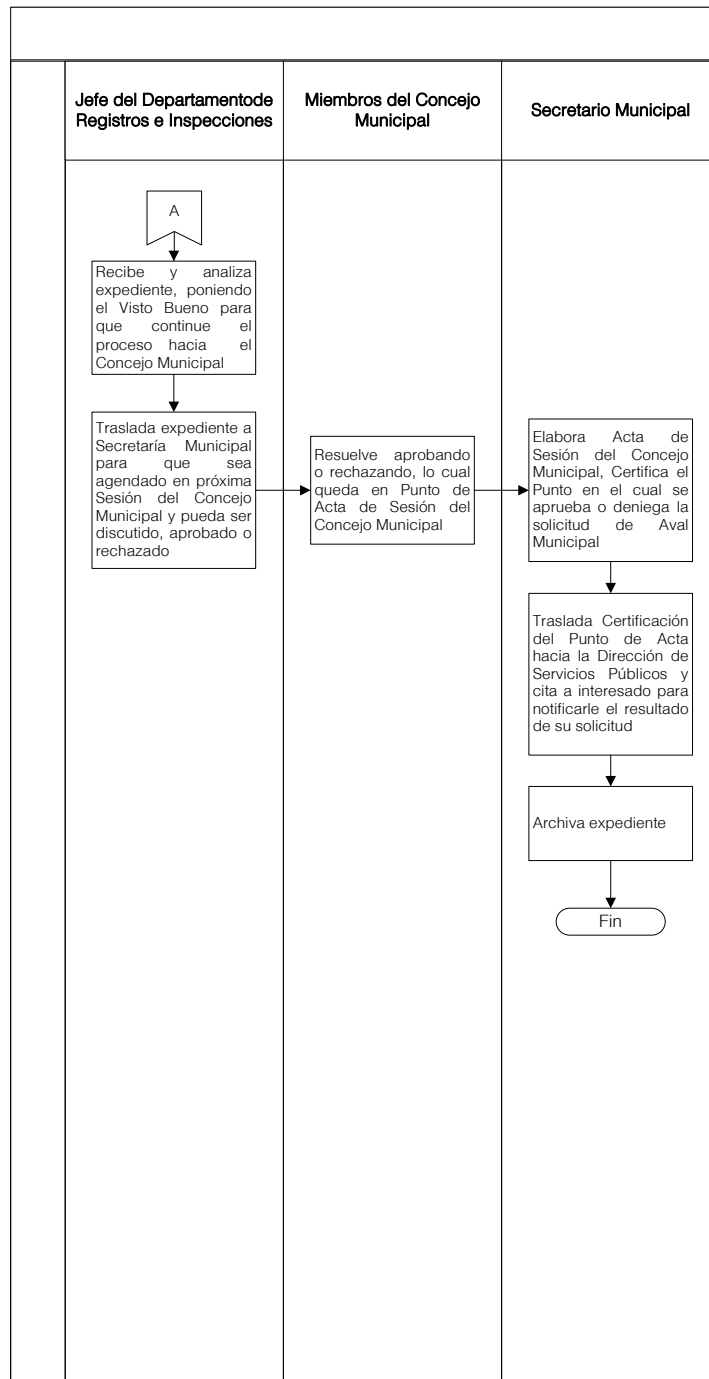 Jefe del Departamentode
Registros e Inspecciones
Miembros del Concejo
Municipal
Secretario Municipal
A
Recibe y analiza
expediente, poniendo
el Visto Bueno para
que continue el
proceso hacia el
Concejo Municipal
Traslada expediente a
Secretaría Municipal
para que sea
agendado en próxima
Sesión del Concejo
Municipal y pueda ser
discutido, aprobado o
rechazado
Resuelve aprobando
o rechazando, lo cual
queda en Punto de
Acta de Sesión del
Concejo Municipal
Elabora Acta de
Sesión del Concejo
Municipal, Certifica el
Punto en el cual se
aprueba o deniega la
solicitud de Aval
Municipal
Traslada Certificación
del Punto de Acta
hacia la Dirección de
Servicios Públicos y
cita a interesado para
notificarle el resultado
de su solicitud
Archiva expediente
Fin